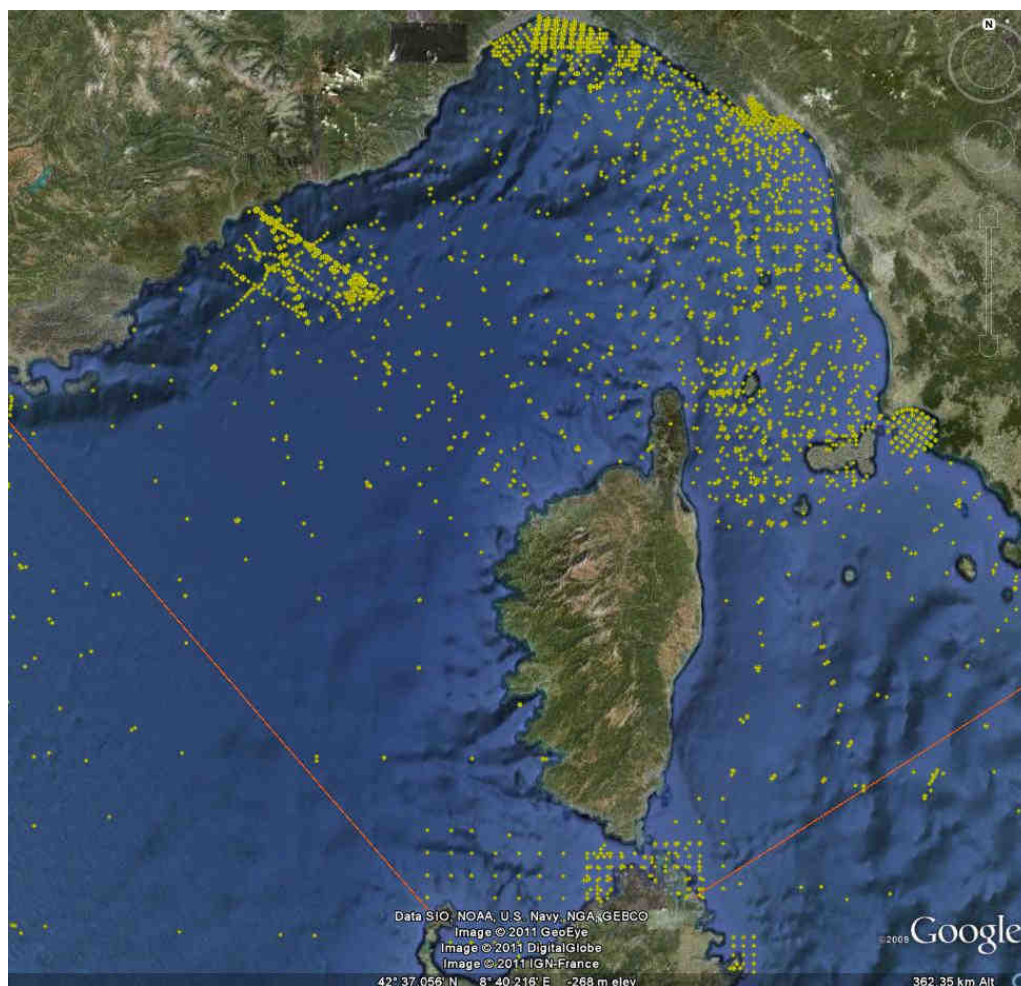 N
Data SIO, NOAA, U.S. Navy, NGA, GEBCO
Image © 2011 GeoEye
Image © 2011 DigitalGlobe
Image © 2011 IGN-France
©2009 Google
42°37.056' N 8°40.216' E -268 m elev 362.35 km Alt